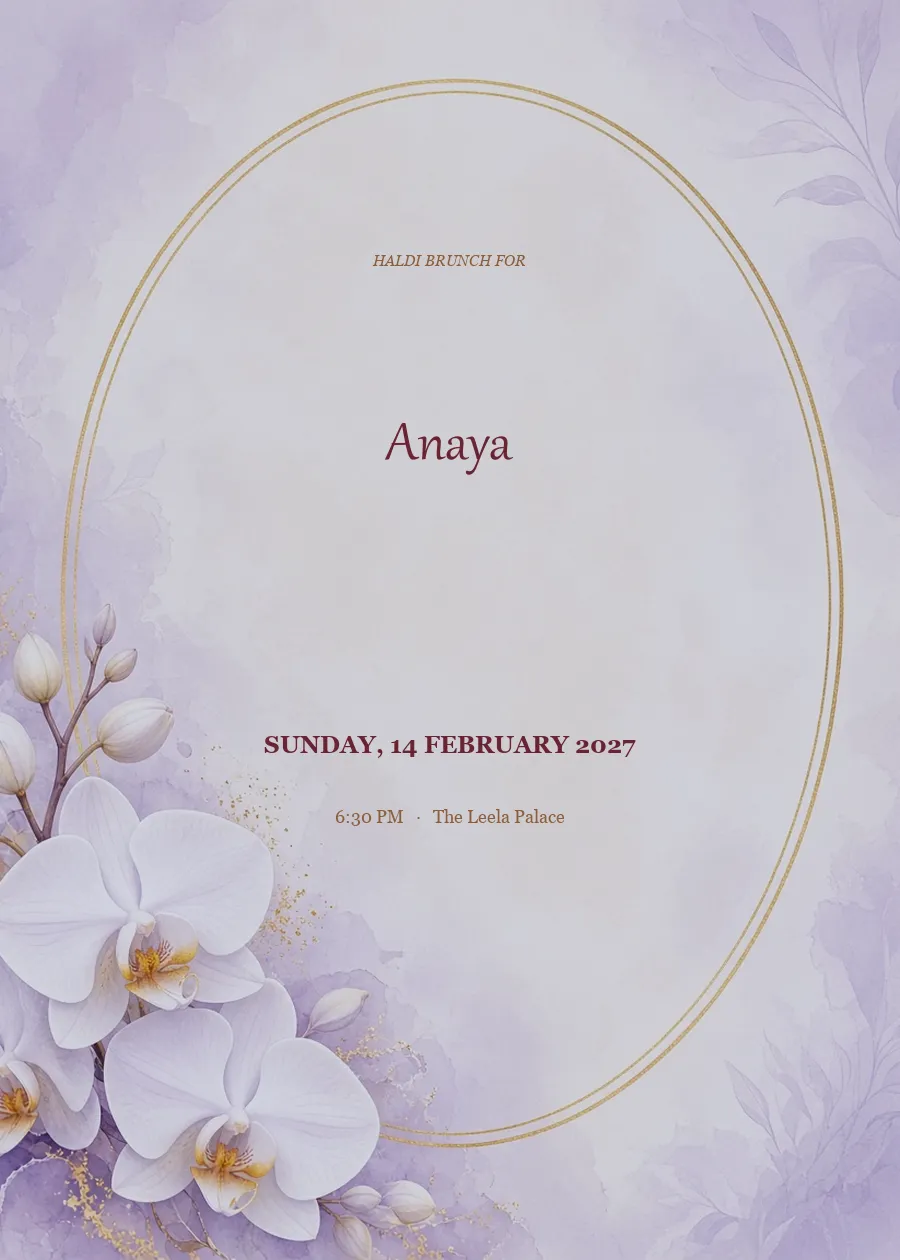 HALDI BRUNCH FOR
Anaya
SUNDAY, 14 FEBRUARY 2027
6:30 PM · The Leela Palace